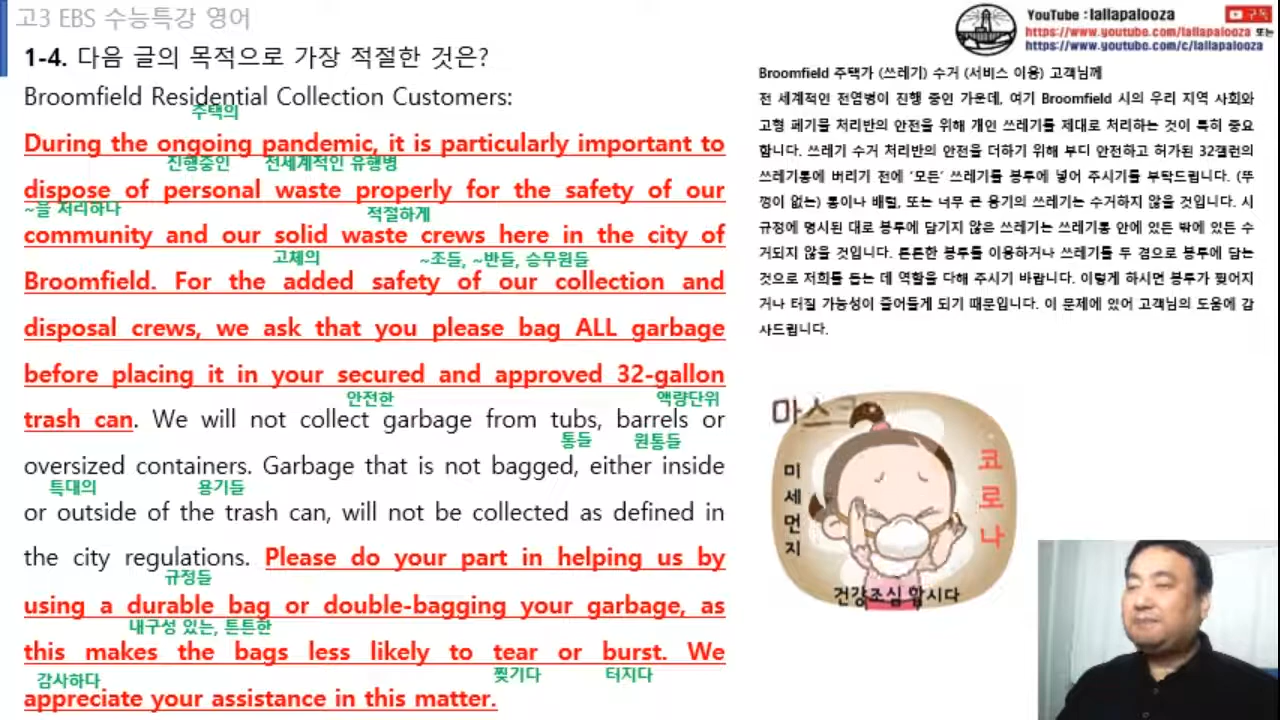 고3 EBS 수능특강 영어
1-4. 다음 글의 목적으로 가장 적절한 것은?
Broomfield Residential Collection Customers:
주택의
During the ongoing pandemic, it is particularly important to
진행중인 전세계적인 유행병
dispose of personal waste properly for the safety of our
~을 처리하나 적절하게
community and our solid waste crews here in the city of
고체의 ~조들, ~반들, 승무원들
Broomfield. For the added safety of our collection and
disposal crews, we ask that you please bag ALL garbage
before placing it in your secured and approved 32-gallon
안전한 액량단위
trash can. We will not collect garbage from tubs, barrels or
통들 원통들
oversized containers. Garbage that is not bagged, either inside
특대의 용기들
or outside of the trash can, will not be collected as defined in
the city regulations. Please do your part in helping us by
규정들
using a durable bag or double-bagging your garbage, as
내구성 있는, 튼튼한
this makes the bags less likely to tear or burst. We
감사하다 찢기다 터지다
appreciate your assistance in this matter.
YouTube : lallapalooza 구독
https://www.youtube.com/lallapalooza 또는
https://www.youtube.com/c/lallapalooza
Broomfield 주택가 (쓰레기) 수거 (서비스 이용) 고객님께
전 세계적인 전염병이 진행 중인 가운데, 여기 Broomfield 시의 우리 지역 사회와
고형 폐기물 처리반의 안전을 위해 개인 쓰레기를 제대로 처리하는 것이 특히 중요
합니다. 쓰레기 수거 처리반의 안전을 더하기 위해 부디 안전하고 허가된 32갤런의
쓰레기통에 버리기 전에 '모든' 쓰레기를 봉투에 넣어 주시기를 부탁드립니다. (뚜
껑이 없는) 통이나 배럴, 또는 너무 큰 용기의 쓰레기는 수거하지 않을 것입니다. 시
규정에 명시된 대로 봉투에 담기지 않은 쓰레기는 쓰레기통 안에 있든 밖에 있든 수
거되지 않을 것입니다. 튼튼한 봉투를 이용하거나 쓰레기를 두 겹으로 봉투에 담는
것으로 저희를 돕는 데 역할을 다해 주시기 바랍니다. 이렇게 하시면 봉투가 찢어지
거나 터질 가능성이 줄어들게 되기 때문입니다. 이 문제에 있어 고객님의 도움에 감
사드립니다.
마스크
미세먼지
코로나
건강조심 합시다